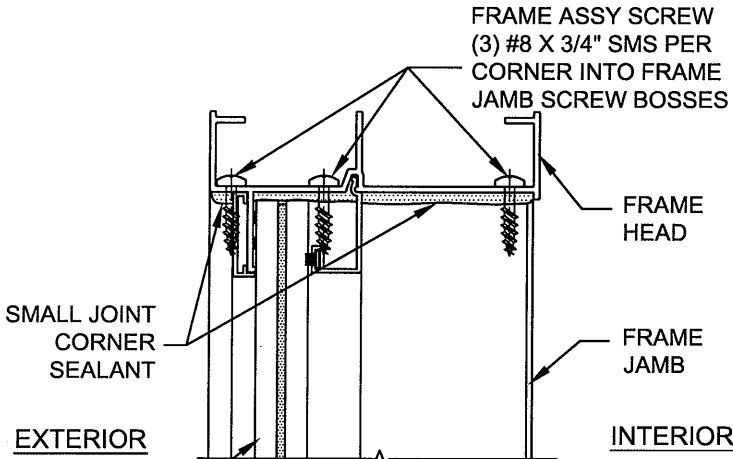 FRAME ASSY SCREW
(3) #8 X 3/4" SMS PER
CORNER INTO FRAME
JAMB SCREW BOSSES
FRAME
HEAD
SMALL JOINT
CORNER
SEALANT
FRAME
JAMB
EXTERIOR
INTERIOR